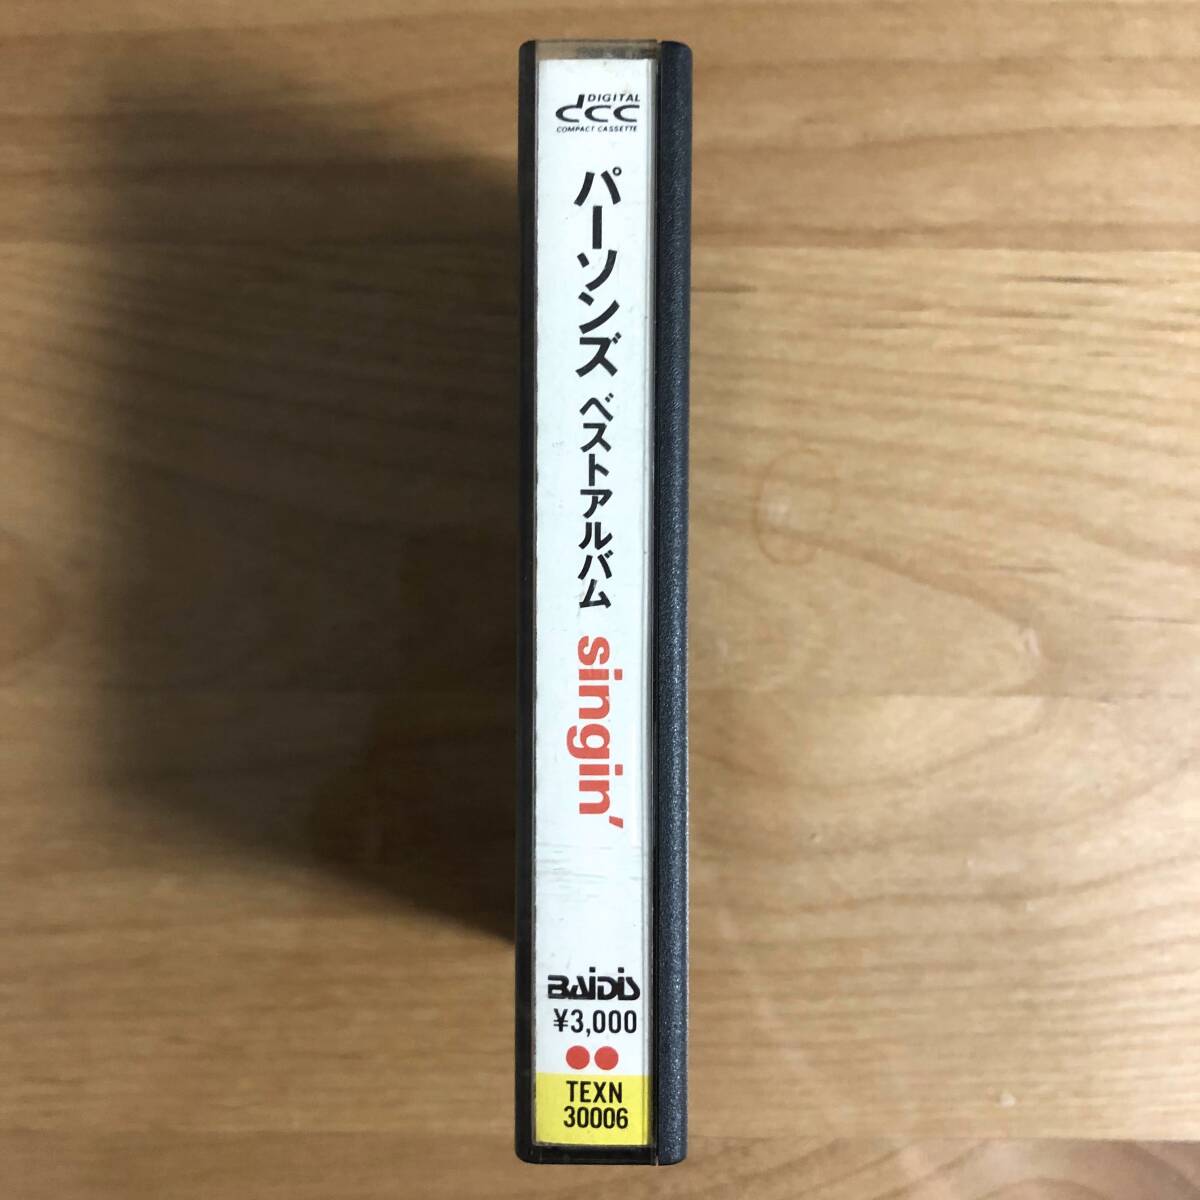 DIGITAL
dcc
COMPACT CASSETTE
パーソンズ ベストアルバム singin’
BAiDiS
¥3,000
TEXN
30006